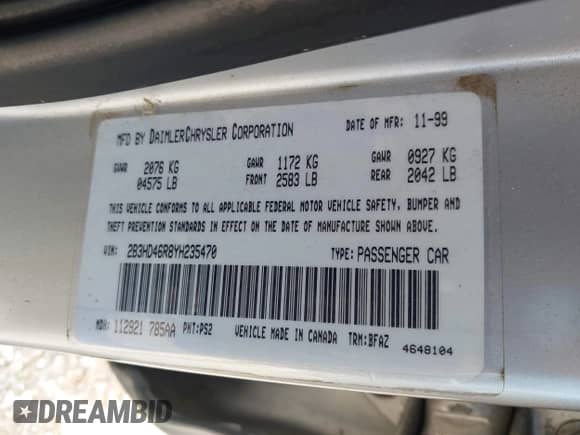 MFD BY DAIMLERCHRYSLER CORPORATION DATE OF MFR: 11-99
GAWR 2076 KG GAWR 1172 KG GAWR 0927 KG
04575 LB FRONT 2583 LB REAR 2042 LB
THIS VEHICLE CONFORMS TO ALL APPLICABLE FEDERAL MOTOR VEHICLE SAFETY, BUMPER AND
THEFT PREVENTION STANDARDS IN EFFECT ON THE DATE OF MANUFACTURE SHOWN ABOVE.
VIN: 2B3HD46R8YH235470 TYPE: PASSENGER CAR
MDH: 112921 785AA PNT:PS2 VEHICLE MADE IN CANADA TRM:BFAZ
4648104
DREAMBID